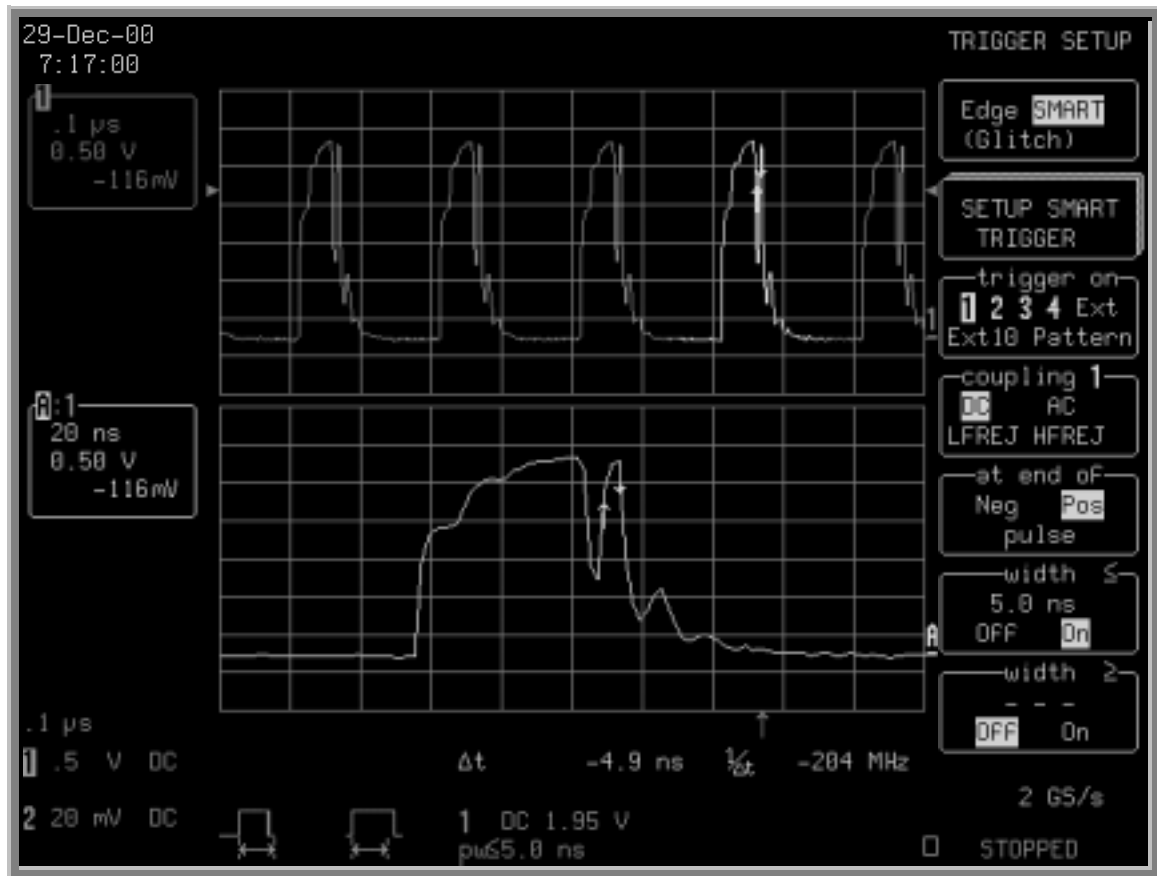 29-Dec-00
7:17:00
TRIGGER SETUP
1
.1 µs
0.50 V
-116mV
Edge SMART
(Glitch)
SETUP SMART
TRIGGER
trigger on
1 2 3 4 Ext
Ext10 Pattern
1
coupling 1
DC AC
LFREJ HFREJ
A:1
20 ns
0.50 V
-116mV
at end of
Neg Pos
pulse
width ≤
5.0 ns
OFF On
A
width ≥
- - -
OFF On
.1 µs
1 .5 V DC
Δt -4.9 ns 1/Δt -204 MHz
2 GS/s
2 20 mV DC
1 DC 1.95 V
pw≤5.0 ns
STOPPED